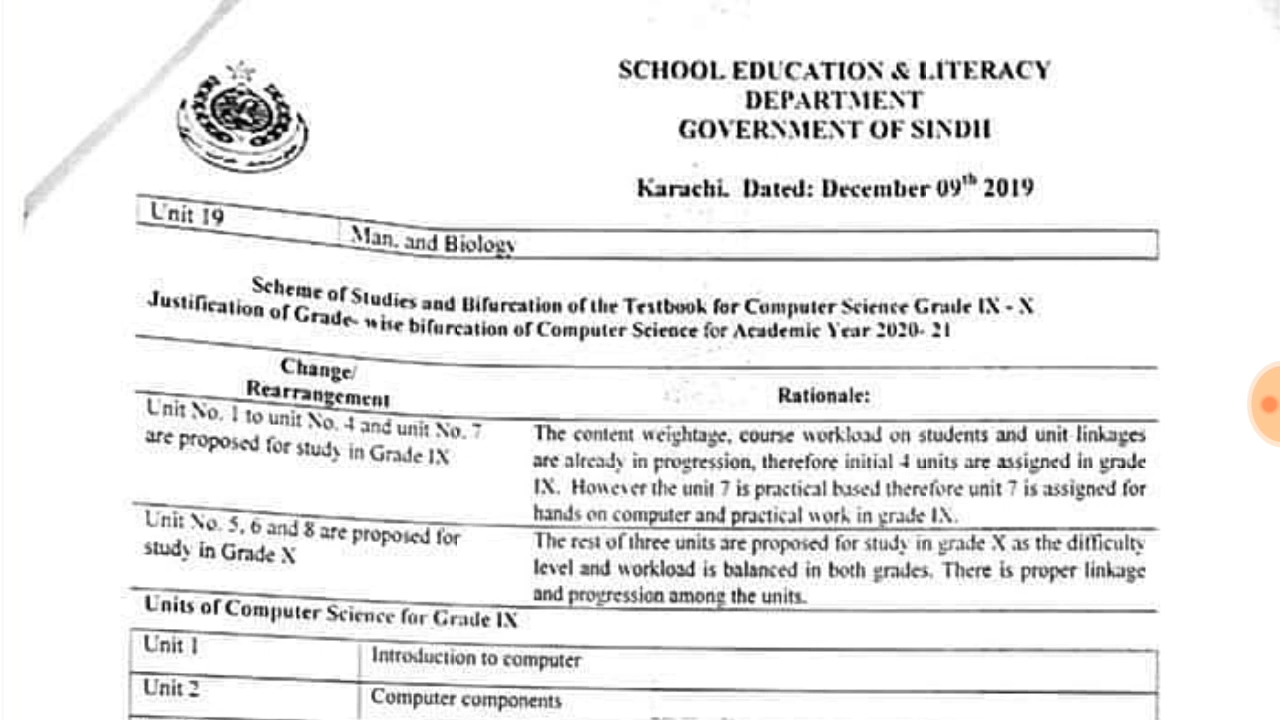 SCHOOL EDUCATION & LITERACY
DEPARTMENT
GOVERNMENT OF SINDH
Karachi. Dated: December 09th 2019
Unit 19
Man. and Biology
Scheme of Studies and Bifurcation of the Textbook for Computer Science Grade IX - X
Justification of Grade- wise bifurcation of Computer Science for Academic Year 2020- 21
Change/
Rearrangement
Rationale:
Unit No. 1 to unit No. 4 and unit No. 7
are proposed for study in Grade IX
The content weightage, course workload on students and unit linkages
are already in progression, therefore initial 4 units are assigned in grade
IX. However the unit 7 is practical based therefore unit 7 is assigned for
hands on computer and practical work in grade IX.
Unit No. 5, 6 and 8 are proposed for
study in Grade X
The rest of three units are proposed for study in grade X as the difficulty
level and workload is balanced in both grades. There is proper linkage
and progression among the units.
Units of Computer Science for Grade IX
Unit 1
Introduction to computer
Unit 2
Computer components